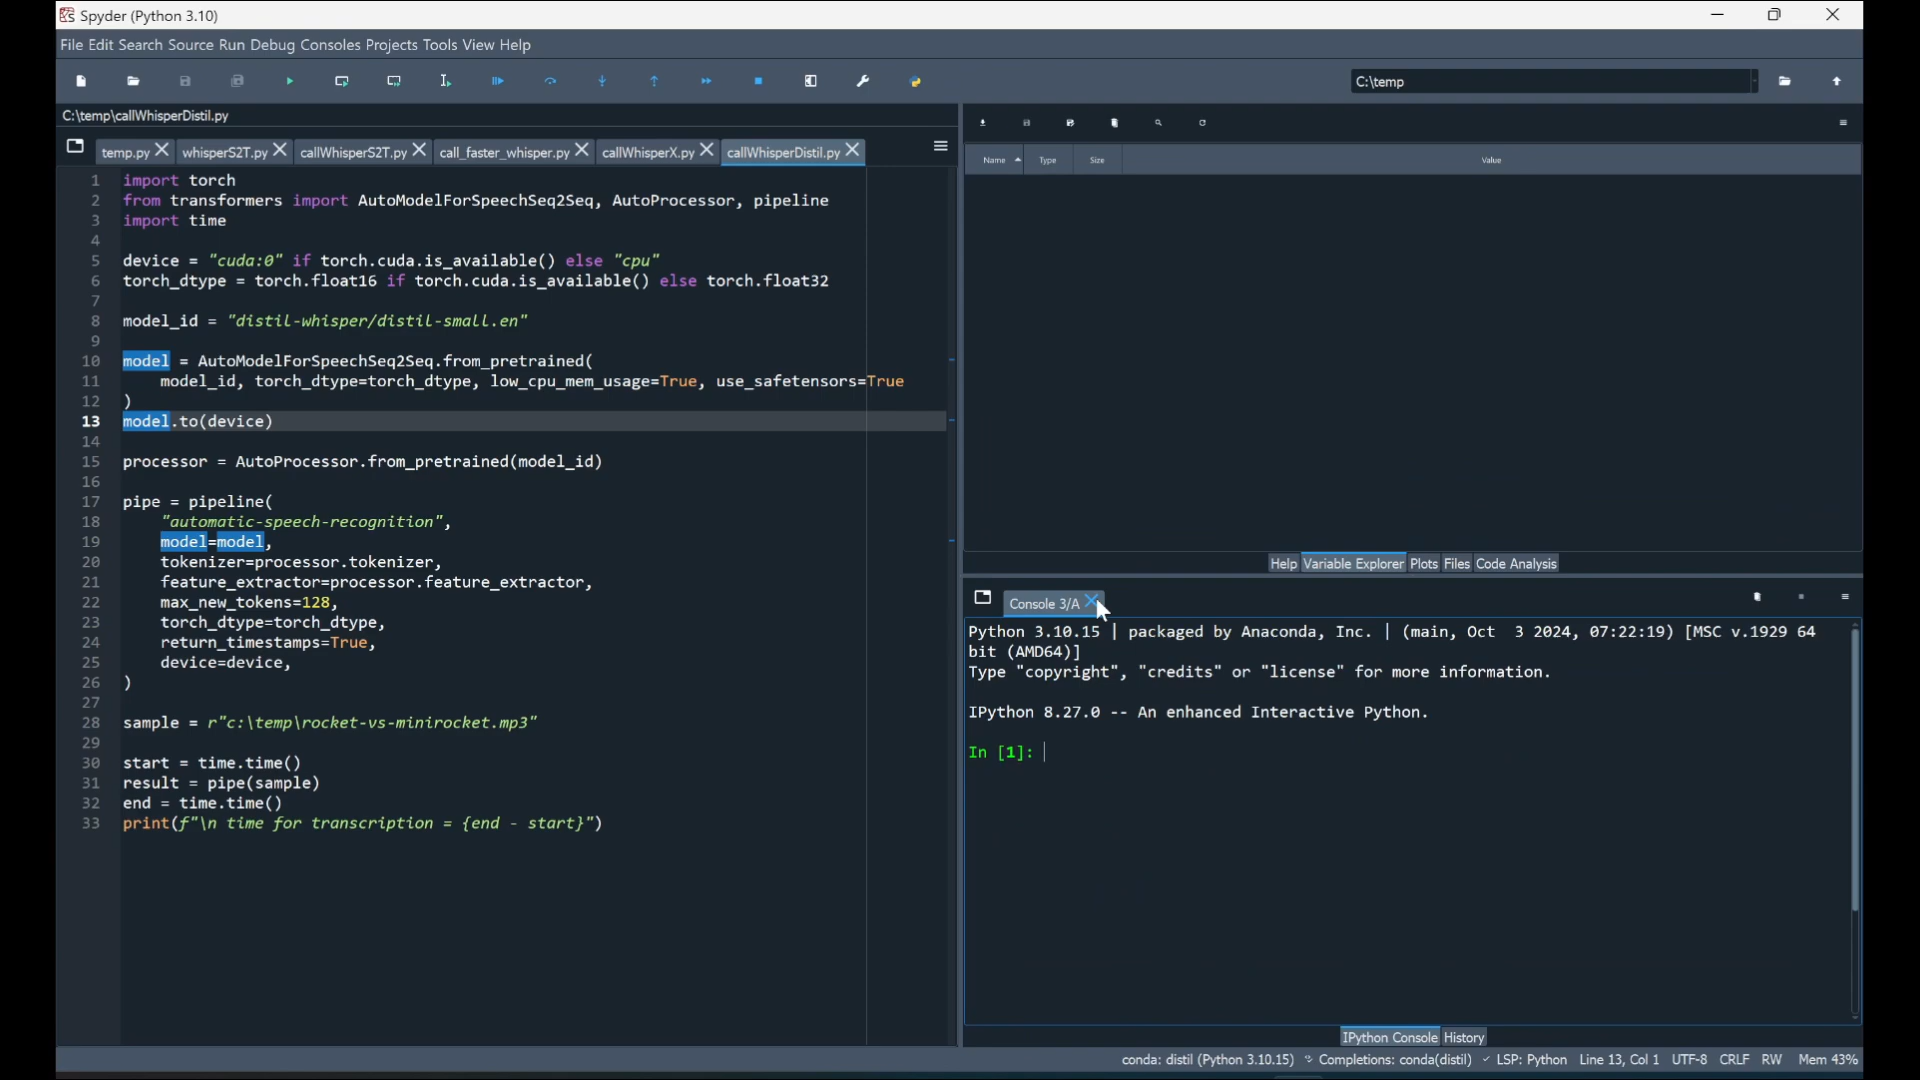 Spyder (Python 3.10)
File Edit Search Source Run Debug Consoles Projects Tools View Help
C:\temp
C:\temp\callWhisperDistil.py
temp.py whisperS2T.py callWhisperS2T.py call_faster_whisper.py callWhisperX.py callWhisperDistil.py
1 import torch
2 from transformers import AutoModelForSpeechSeq2Seq, AutoProcessor, pipeline
3 import time
4
5 device = "cuda:0" if torch.cuda.is_available() else "cpu"
6 torch_dtype = torch.float16 if torch.cuda.is_available() else torch.float32
7
8 model_id = "distil-whisper/distil-small.en"
9
10 model = AutoModelForSpeechSeq2Seq.from_pretrained(
11     model_id, torch_dtype=torch_dtype, low_cpu_mem_usage=True, use_safetensors=True
12 )
13 model.to(device)
14
15 processor = AutoProcessor.from_pretrained(model_id)
16
17 pipe = pipeline(
18     "automatic-speech-recognition",
19     model=model,
20     tokenizer=processor.tokenizer,
21     feature_extractor=processor.feature_extractor,
22     max_new_tokens=128,
23     torch_dtype=torch_dtype,
24     return_timestamps=True,
25     device=device,
26 )
27
28 sample = r"c:\temp\rocket-vs-minirocket.mp3"
29
30 start = time.time()
31 result = pipe(sample)
32 end = time.time()
33 print(f"\n time for transcription = {end - start}")
Name Type Size Value
Help Variable Explorer Plots Files Code Analysis
Console 3/A
Python 3.10.15 | packaged by Anaconda, Inc. | (main, Oct  3 2024, 07:22:19) [MSC v.1929 64
bit (AMD64)]
Type "copyright", "credits" or "license" for more information.
IPython 8.27.0 -- An enhanced Interactive Python.
In [1]:
IPython Console History
conda: distil (Python 3.10.15) Completions: conda(distil) LSP: Python Line 13, Col 1 UTF-8 CRLF RW Mem 43%